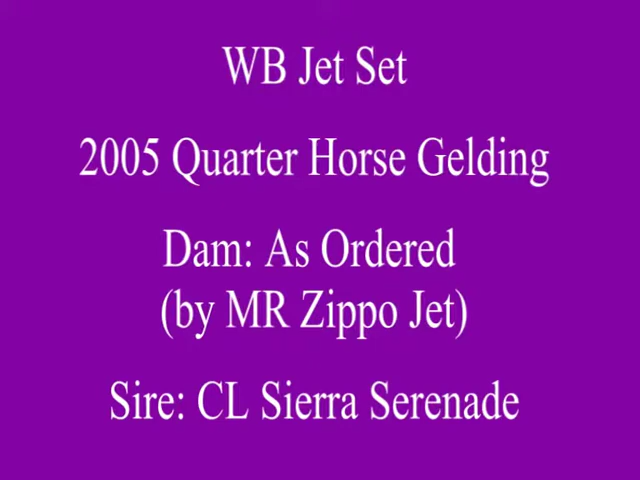 WB Jet Set
2005 Quarter Horse Gelding
Dam: As Ordered
(by MR Zippo Jet)
Sire: CL Sierra Serenade